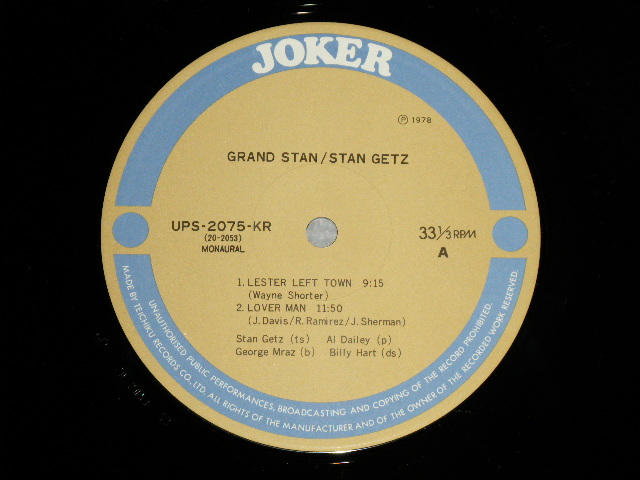 JOKER
Ⓟ 1978
GRAND STAN/STAN GETZ
UPS-2075-KR
(20-2053)
MONAURAL
33 1/3 RPM
A
1. LESTER LEFT TOWN 9:15
(Wayne Shorter)
2. LOVER MAN 11:50
(J. Davis/R. Ramirez/J. Sherman)
Stan Getz (ts) Al Dailey (p)
George Mraz (b) Billy Hart (ds)
UNAUTHORISED PUBLIC PERFORMANCES, BROADCASTING AND COPYING OF THE RECORD PROHIBITED.
MADE BY TEICHIKU RECORDS CO., LTD. ALL RIGHTS OF THE MANUFACTURER AND OF THE OWNER OF THE RECORDED WORK RESERVED.